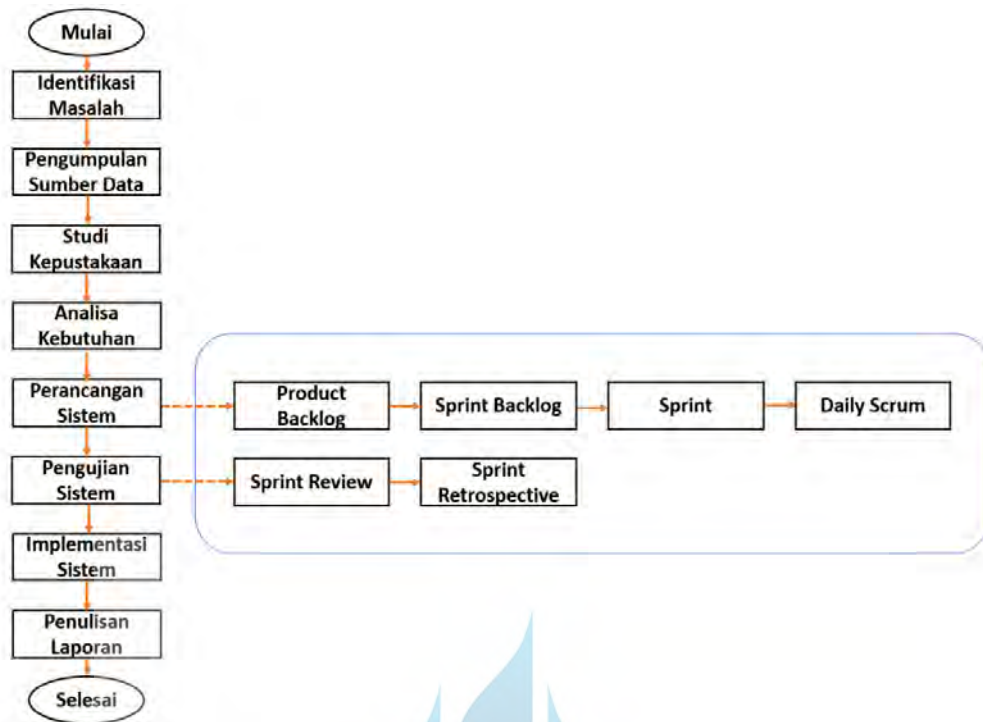 Mulai
Identifikasi
Masalah
Pengumpulan
Sumber Data
Studi
Kepustakaan
Analisa
Kebutuhan
Perancangan
Sistem
Product
Backlog
Sprint Backlog
Sprint
Daily Scrum
Pengujian
Sistem
Sprint Review
Sprint
Retrospective
Implementasi
Sistem
Penulisan
Laporan
Selesai